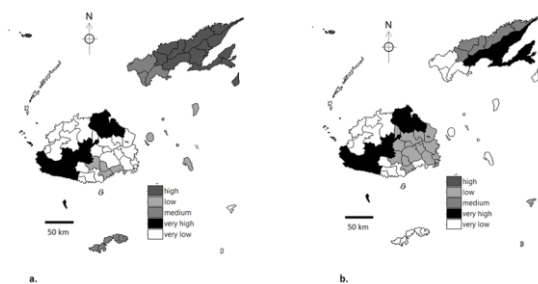 N
high
low
medium
very high
very low
50 km
a.
N
high
low
medium
very high
very low
50 km
b.